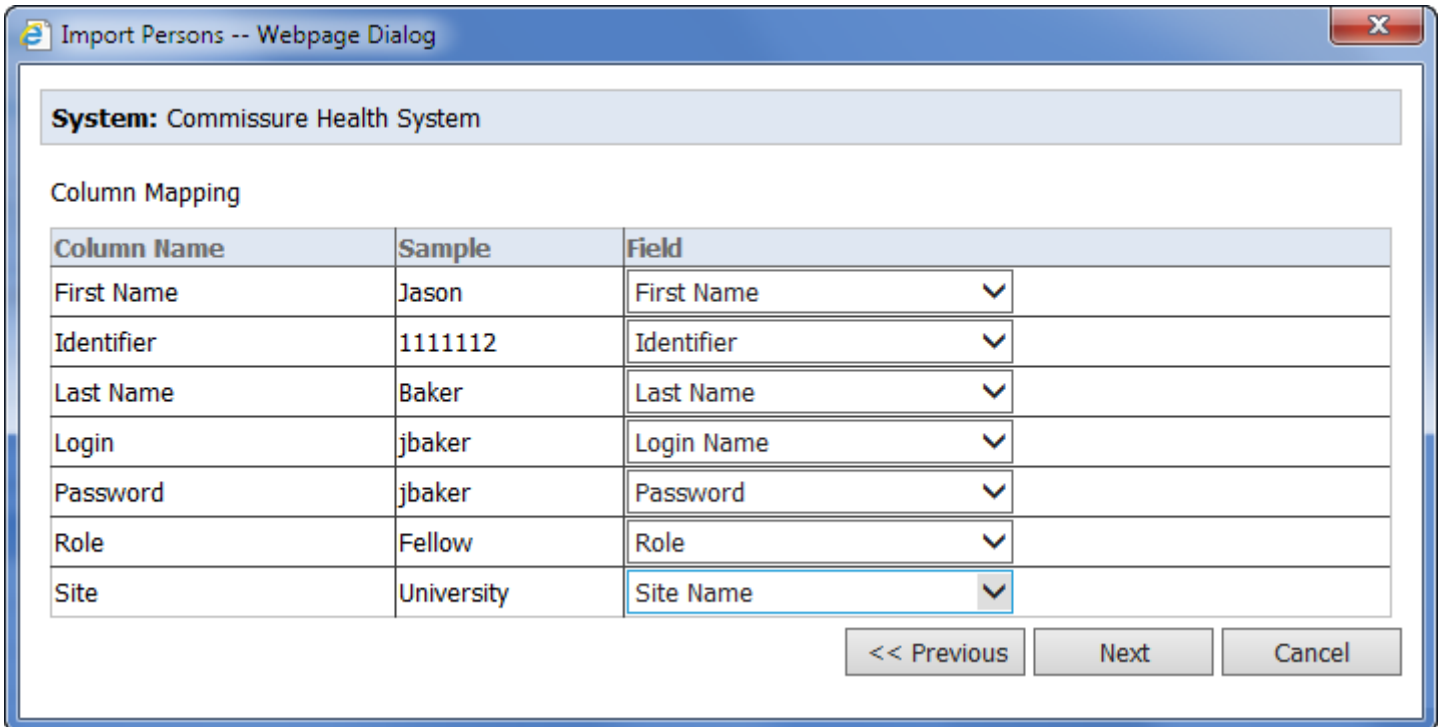 Import Persons -- Webpage Dialog
System: Commissure Health System
Column Mapping
Column Name Sample Field
First Name Jason First Name
Identifier 1111112 Identifier
Last Name Baker Last Name
Login jbaker Login Name
Password jbaker Password
Role Fellow Role
Site University Site Name
<< Previous Next Cancel